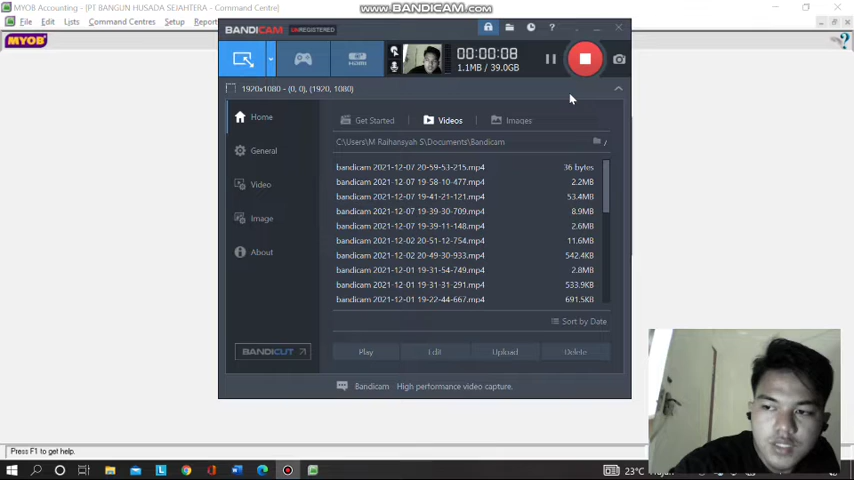 MYOB Accounting - [PT BANGUN HUSADA SEJAHTERA - Command Centre]
www.BANDICAM.com
File Edit Lists Command Centres Setup
MYOB
BANDICAM UNREGISTERED
HDMI
00:00:08
1.1MB / 39.0GB
1920x1080 - (0, 0), (1920, 1080)
Home
General
Video
Image
About
BANDICUT
Get Started Videos Images
C:\Users\M Raihansyah S\Documents\Bandicam
bandicam 2021-12-07 20-59-53-215.mp4 36 bytes
bandicam 2021-12-07 19-58-10-477.mp4 2.2MB
bandicam 2021-12-07 19-41-21-121.mp4 53.4MB
bandicam 2021-12-07 19-39-30-709.mp4 8.9MB
bandicam 2021-12-07 19-39-11-148.mp4 2.6MB
bandicam 2021-12-02 20-51-12-754.mp4 11.6MB
bandicam 2021-12-02 20-49-30-933.mp4 542.4KB
bandicam 2021-12-01 19-31-54-749.mp4 2.8MB
bandicam 2021-12-01 19-31-31-291.mp4 533.9KB
bandicam 2021-12-01 19-22-44-667.mp4 691.5KB
Sort by Date
Play Edit Upload Delete
Bandicam High performance video capture.
Press F1 to get help.
23°C